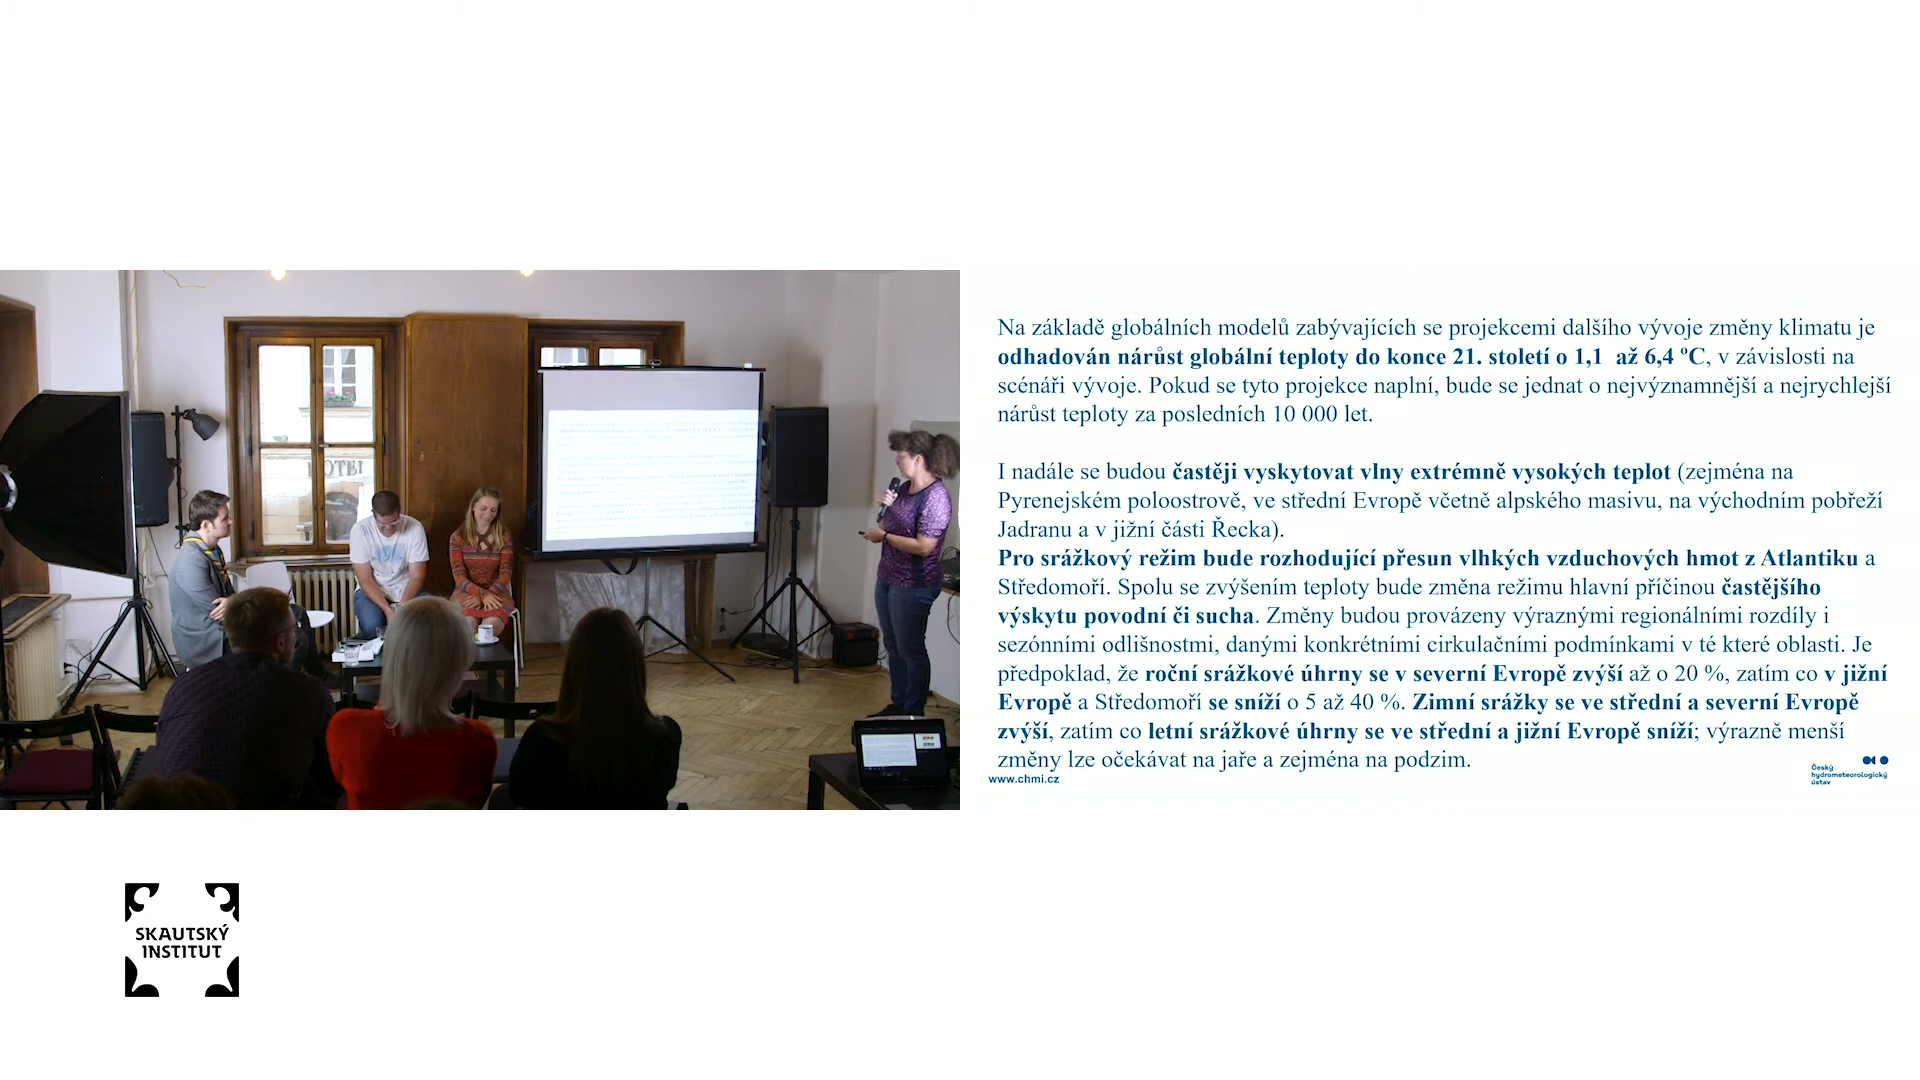 Na základě globálních modelů zabývajících se projekcemi dalšího vývoje změny klimatu je
odhadován nárůst globální teploty do konce 21. století o 1,1 až 6,4 ºC, v závislosti na
scénáři vývoje. Pokud se tyto projekce naplní, bude se jednat o nejvýznamnější a nejrychlejší
nárůst teploty za posledních 10 000 let.
I nadále se budou častěji vyskytovat vlny extrémně vysokých teplot (zejména na
Pyrenejském poloostrově, ve střední Evropě včetně alpského masivu, na východním pobřeží
Jadranu a v jižní části Řecka).
Pro srážkový režim bude rozhodující přesun vlhkých vzduchových hmot z Atlantiku a
Středomoří. Spolu se zvýšením teploty bude změna režimu hlavní příčinou častějšího
výskytu povodní či sucha. Změny budou provázeny výraznými regionálními rozdíly i
sezónními odlišnostmi, danými konkrétními cirkulačními podmínkami v té které oblasti. Je
předpoklad, že roční srážkové úhrny se v severní Evropě zvýší až o 20 %, zatím co v jižní
Evropě a Středomoří se sníží o 5 až 40 %. Zimní srážky se ve střední a severní Evropě
zvýší, zatím co letní srážkové úhrny se ve střední a jižní Evropě sníží; výrazně menší
změny lze očekávat na jaře a zejména na podzim.
www.chmi.cz
Český
hydrometeorologický
ústav
SKAUTSKÝ
INSTITUT